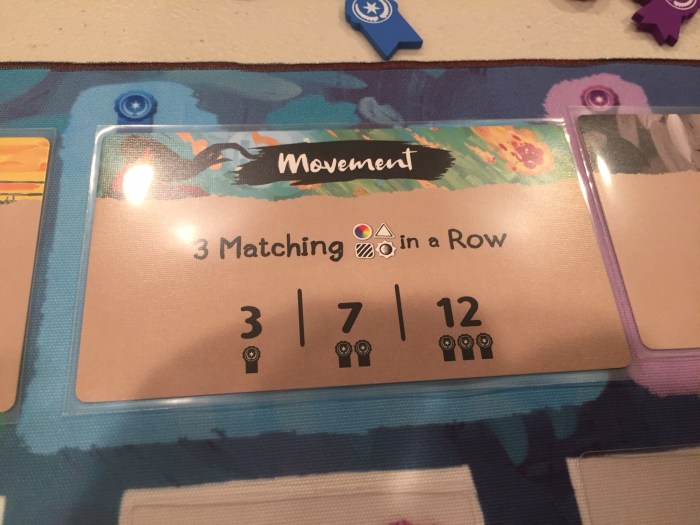 Movement
3 Matching in a Row
3 | 7 | 12